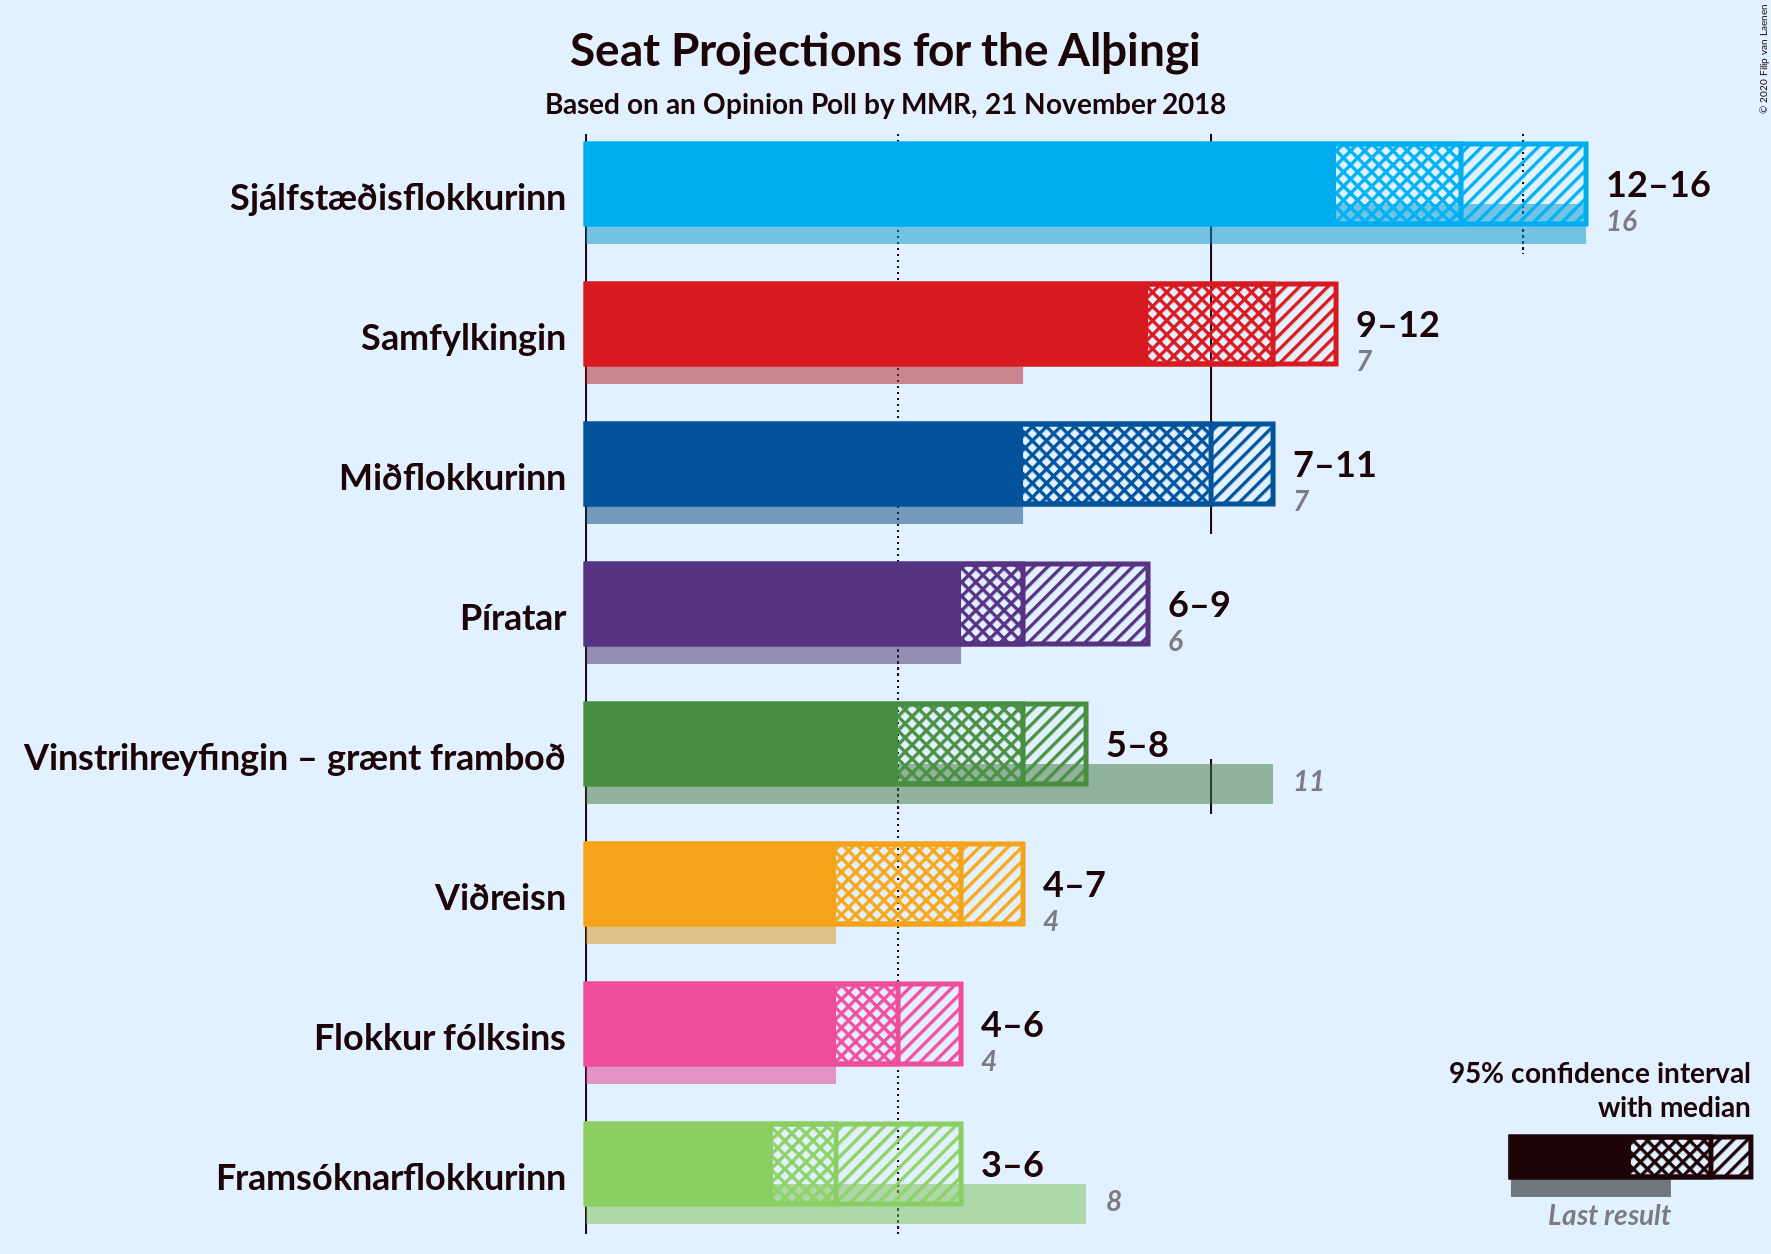 Seat Projections for the Alþingi
Based on an Opinion Poll by MMR, 21 November 2018
© 2020 Filip van Laenen
Sjálfstæðisflokkurinn
12–16
16
Samfylkingin
9–12
7
Miðflokkurinn
7–11
7
Píratar
6–9
6
Vinstrihreyfingin – grænt framboð
5–8
11
Viðreisn
4–7
4
Flokkur fólksins
4–6
4
Framsóknarflokkurinn
3–6
8
95% confidence interval
with median
Last result